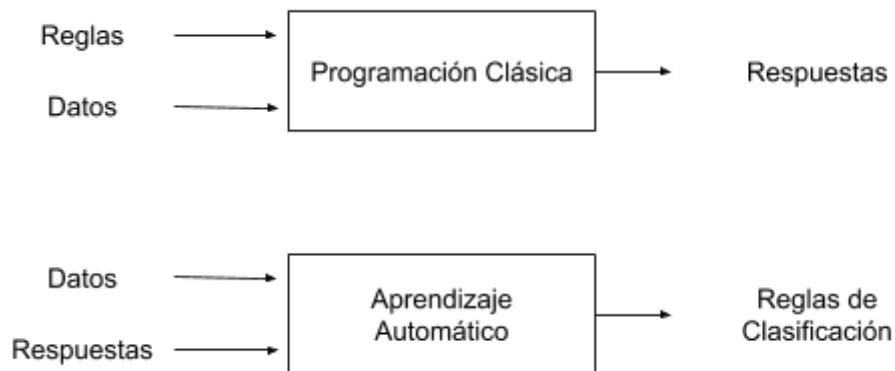 Reglas
Programación Clásica
Respuestas
Datos
Datos
Aprendizaje
Automático
Reglas de
Clasificación
Respuestas